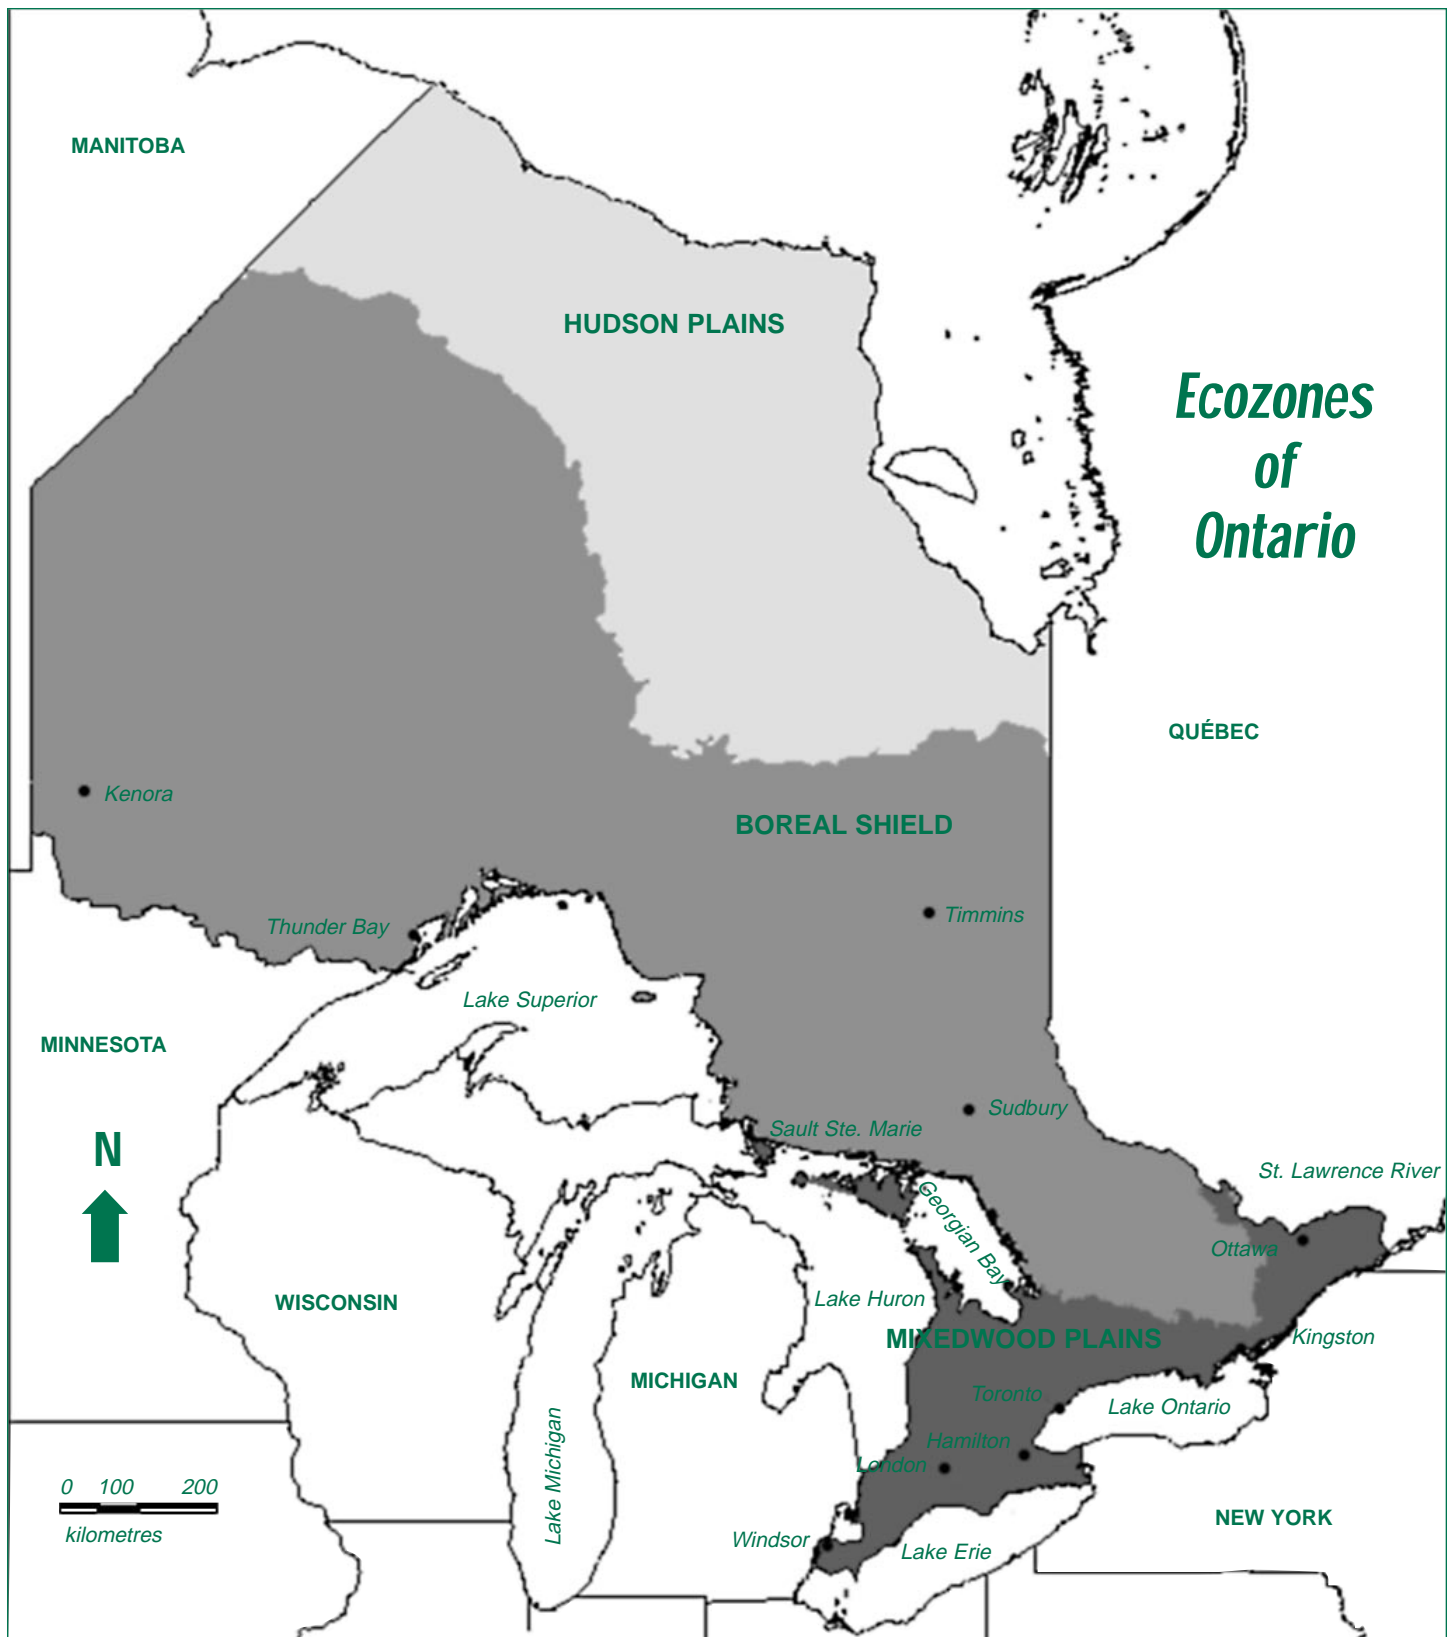 MANITOBA
HUDSON PLAINS
Ecozones
of
Ontario
QUÉBEC
Kenora
BOREAL SHIELD
Thunder Bay
Timmins
Lake Superior
MINNESOTA
Sudbury
Sault Ste. Marie
N
St. Lawrence River
Georgian Bay
Ottawa
WISCONSIN
Lake Huron
MIXEDWOOD PLAINS
Kingston
MICHIGAN
Toronto
Lake Ontario
Hamilton
Lake Michigan
London
0 100 200
kilometres
NEW YORK
Windsor
Lake Erie